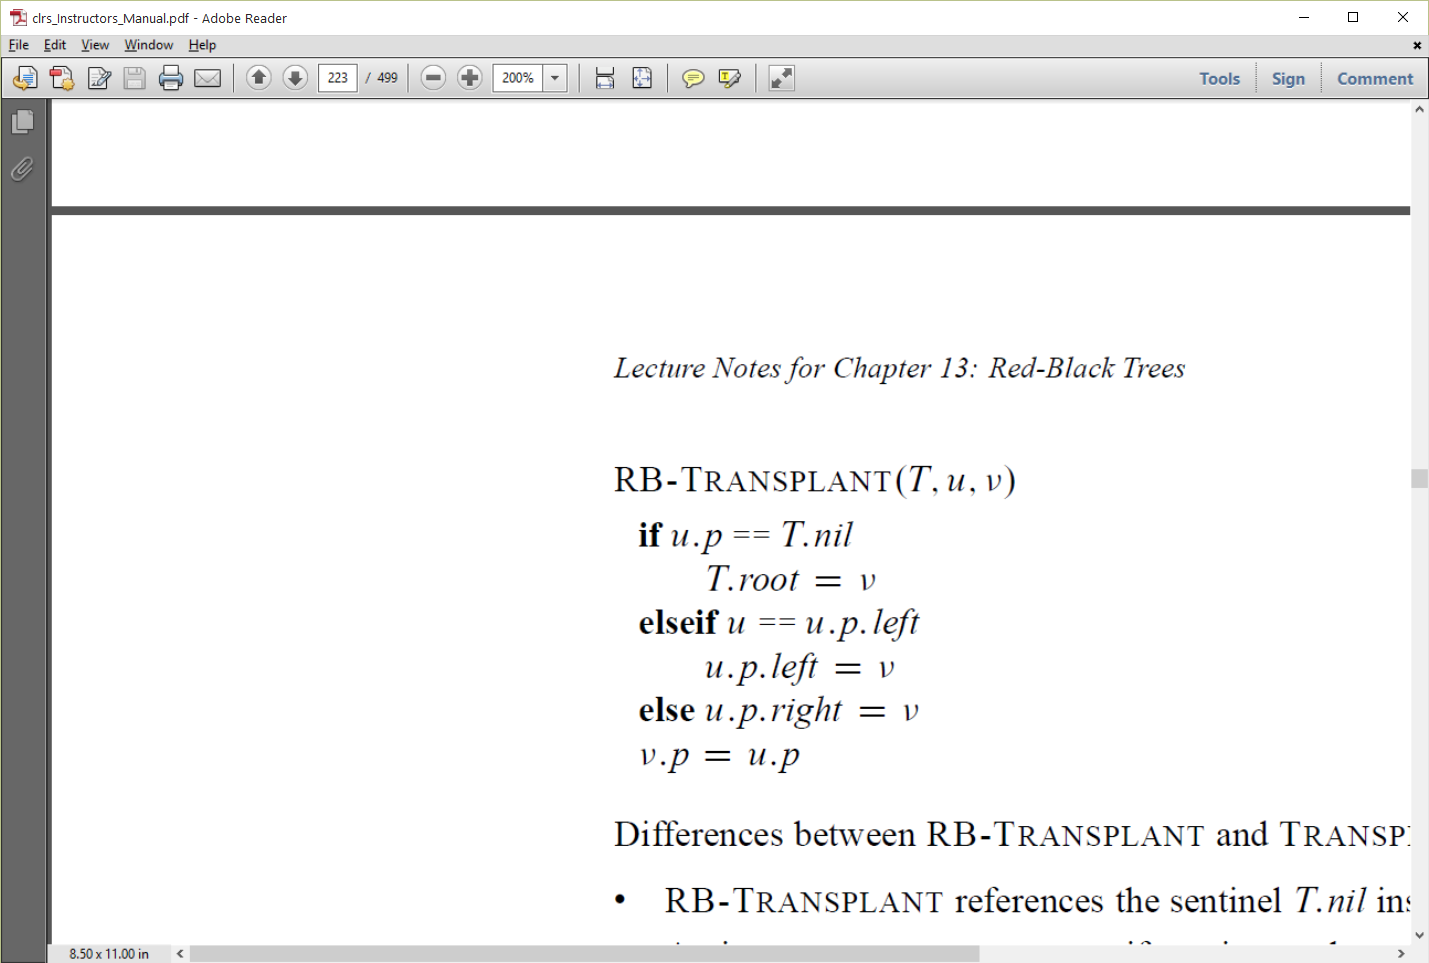 clrs_Instructors_Manual.pdf - Adobe Reader
File Edit View Window Help
223 / 499 200% Tools Sign Comment
Lecture Notes for Chapter 13: Red-Black Trees
RB-TRANSPLANT(T, u, v)
if u.p == T.nil
T.root = v
elseif u == u.p.left
u.p.left = v
else u.p.right = v
v.p = u.p
Differences between RB-TRANSPLANT and TRANSP
• RB-TRANSPLANT references the sentinel T.nil ins
8.50 x 11.00 in